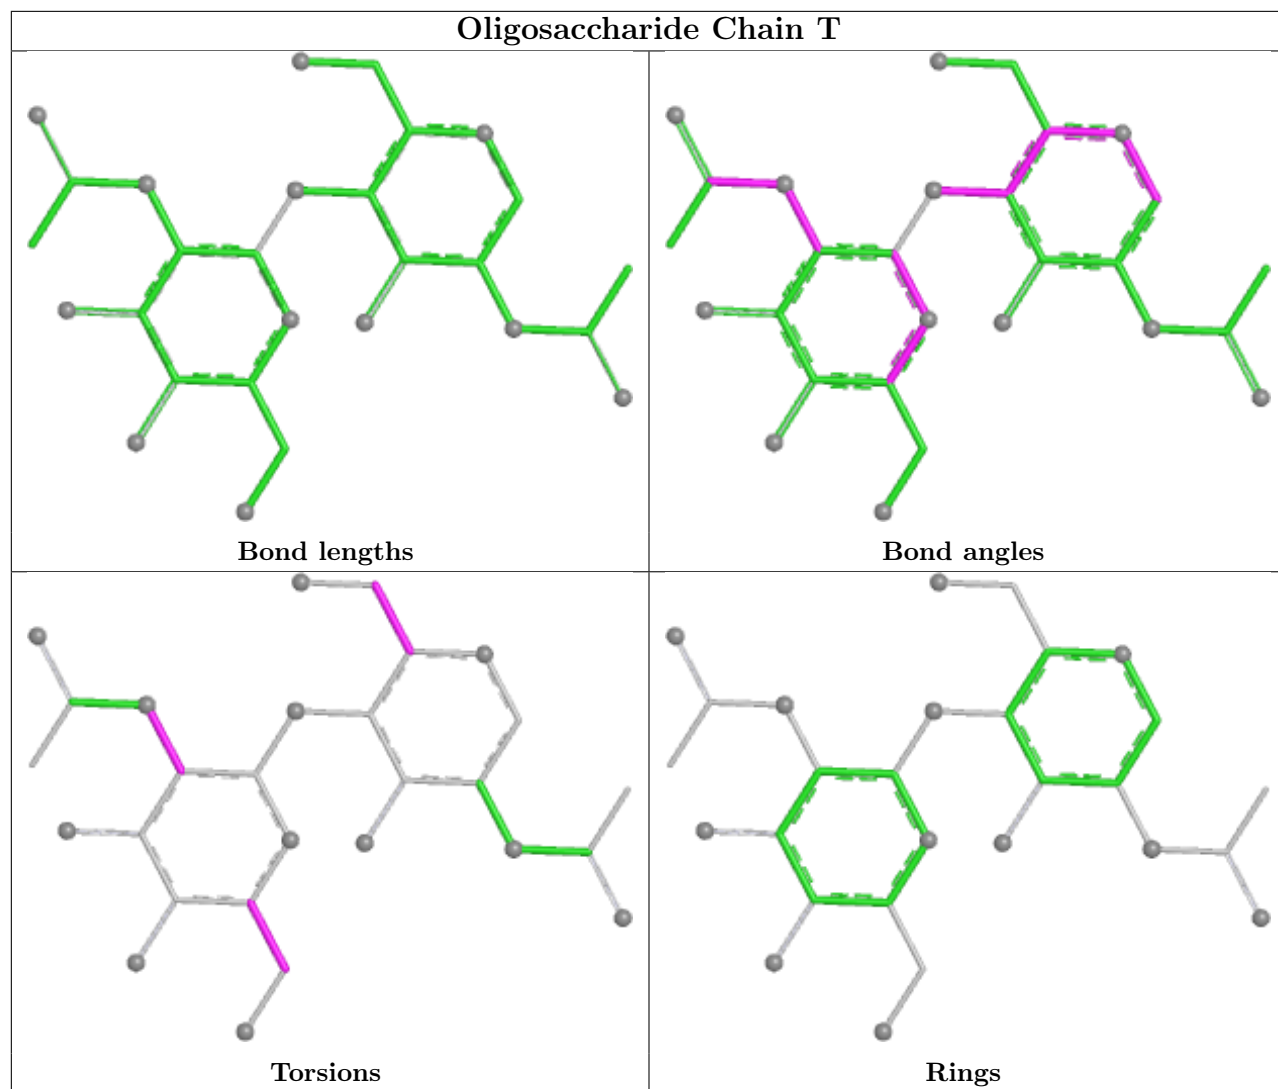 Oligosaccharide Chain T
Bond lengths
Bond angles
Torsions
Rings